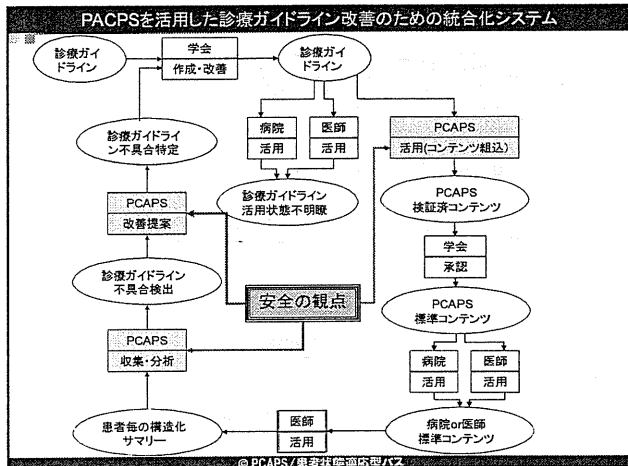 PACPSを活用した診療ガイドライン改善のための統合化システム
診療ガイ
ドライン
学会
作成・改善
診療ガイ
ドライン
診療ガイドライ
ン不具合特定
病院
活用
医師
活用
PCAPS
活用(コンテンツ組込)
診療ガイドライン
活用状態不明瞭
PCAPS
検証済コンテンツ
PCAPS
改善提案
学会
承認
診療ガイドライン
不具合検出
安全の観点
PCAPS
標準コンテンツ
PCAPS
収集・分析
病院
活用
医師
活用
患者毎の構造化
サマリー
医師
活用
病院or医師
標準コンテンツ
©PCAPS/患者状態適応型パス